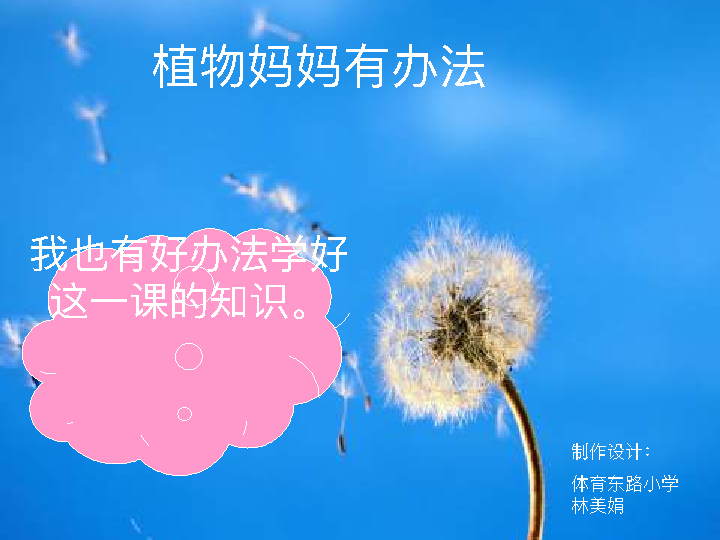 植物妈妈有办法
我也有好办法学好
这一课的知识。
制作设计：
体育东路小学
林美娟